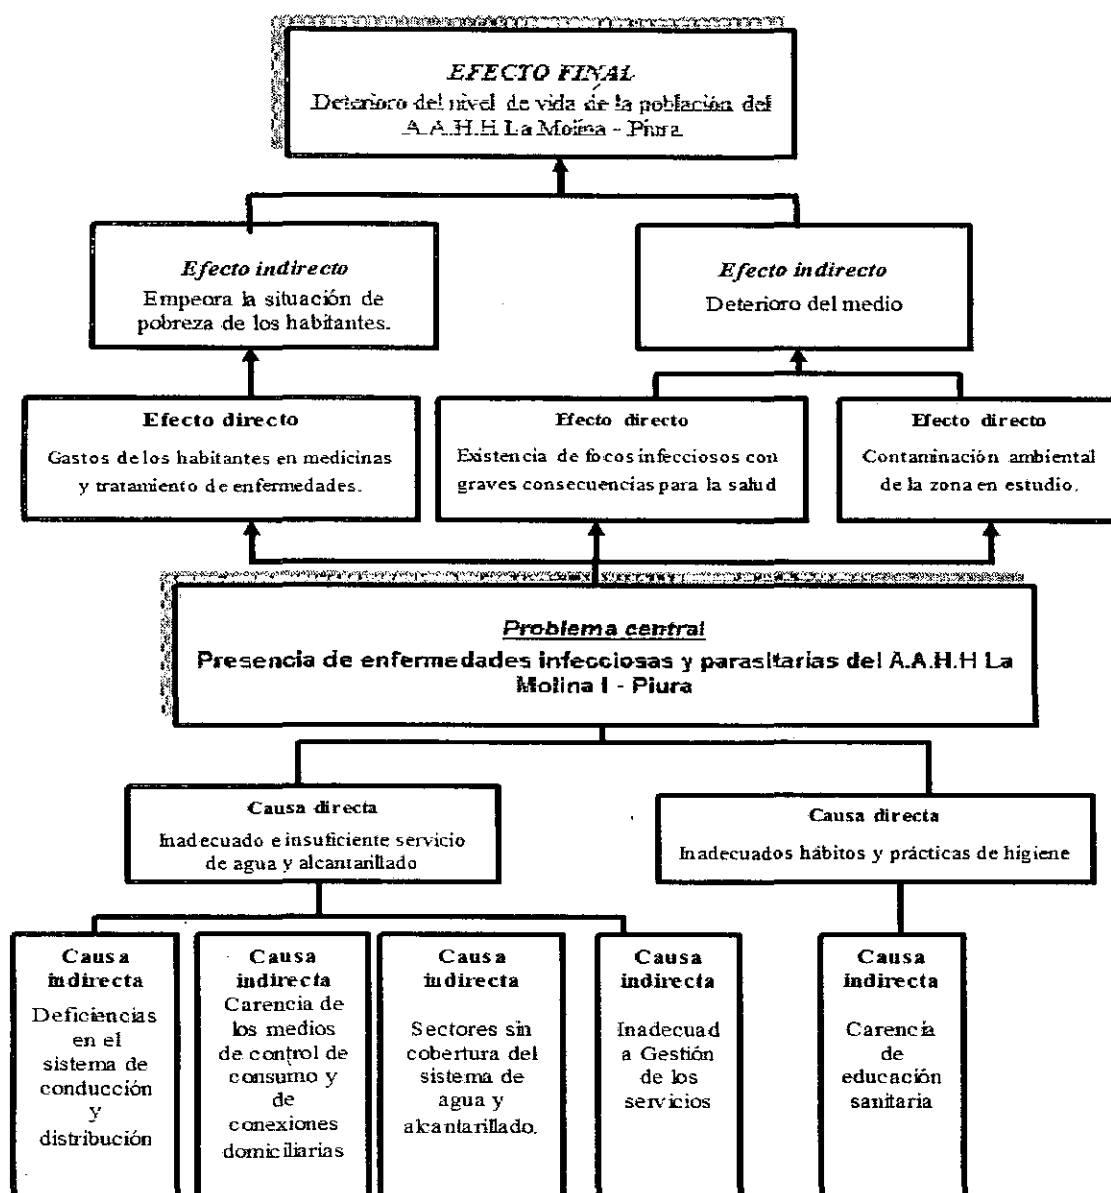 EFECTO FINAL
Deterioro del nivel de vida de la población del
A.A.H.H La Molina - Piura
Efecto indirecto
Empeora la situación de
pobreza de los habitantes.
Efecto indirecto
Deterioro del medio
Efecto directo
Gastos de los habitantes en medicinas
y tratamiento de enfermedades.
Efecto directo
Existencia de focos infecciosos con
graves consecuencias para la salud
Efecto directo
Contaminación ambiental
de la zona en estudio.
Problema central
Presencia de enfermedades infecciosas y parasitarias del A.A.H.H La
Molina I - Piura
Causa directa
Inadecuado e insuficiente servicio
de agua y alcantarillado
Causa directa
Inadecuados hábitos y prácticas de higiene
Causa
indirecta
Deficiencias
en el
sistema de
conducción
y
distribución
Causa
indirecta
Carencia de
los medios
de control de
consumo y
de
conexiones
domiciliarias
Causa
indirecta
Sectores sin
cobertura del
sistema de
agua y
alcantarillado.
Causa
indirecta
Inadecuad
a Gestión
de los
servicios
Causa
indirecta
Carencia
de
educación
sanitaria